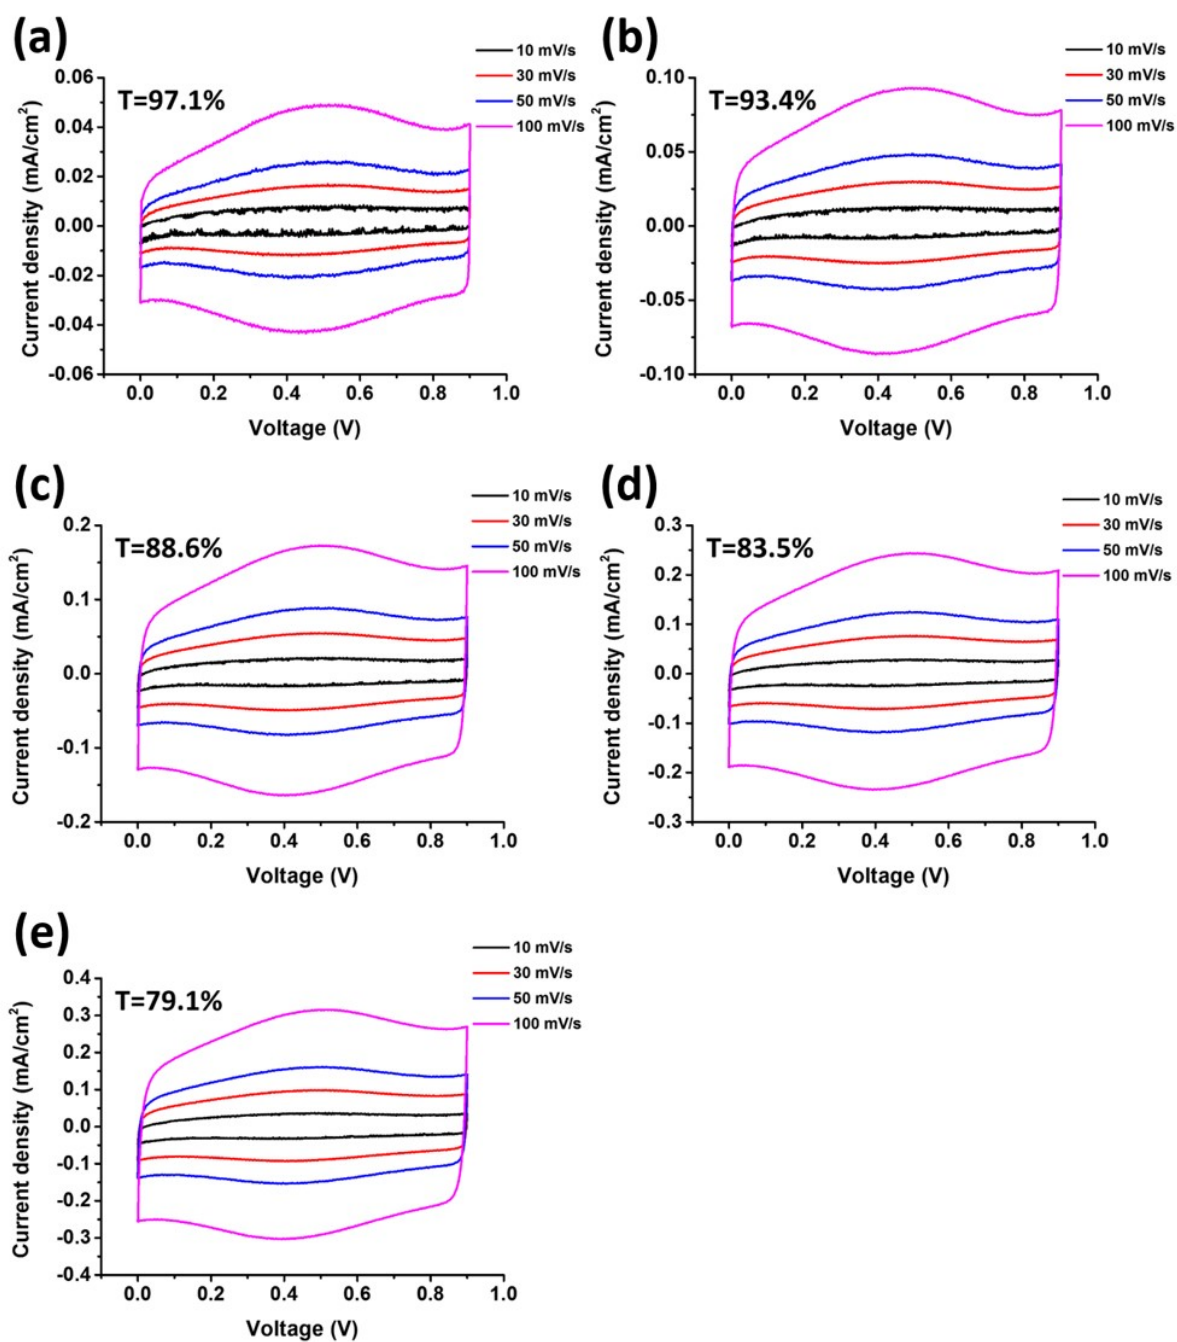 (a)
10 mV/s
30 mV/s
50 mV/s
100 mV/s
T=97.1%
0.06
0.04
0.02
0.00
-0.02
-0.04
-0.06
Current density (mA/cm²)
0.0 0.2 0.4 0.6 0.8 1.0
Voltage (V)
(b)
10 mV/s
30 mV/s
50 mV/s
100 mV/s
T=93.4%
0.10
0.05
0.00
-0.05
-0.10
Current density (mA/cm²)
0.0 0.2 0.4 0.6 0.8 1.0
Voltage (V)
(c)
10 mV/s
30 mV/s
50 mV/s
100 mV/s
T=88.6%
0.2
0.1
0.0
-0.1
-0.2
Current density (mA/cm²)
0.0 0.2 0.4 0.6 0.8 1.0
Voltage (V)
(d)
10 mV/s
30 mV/s
50 mV/s
100 mV/s
T=83.5%
0.3
0.2
0.1
0.0
-0.1
-0.2
-0.3
Current density (mA/cm²)
0.0 0.2 0.4 0.6 0.8 1.0
Voltage (V)
(e)
10 mV/s
30 mV/s
50 mV/s
100 mV/s
T=79.1%
0.4
0.3
0.2
0.1
0.0
-0.1
-0.2
-0.3
-0.4
Current density (mA/cm²)
0.0 0.2 0.4 0.6 0.8 1.0
Voltage (V)